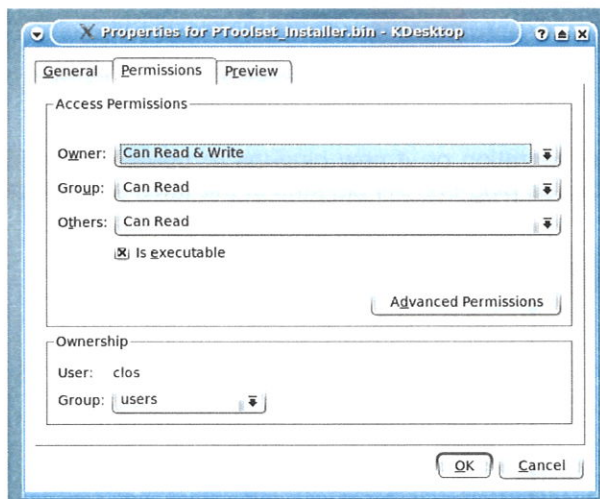 Properties for PToolset_Installer.bin - KDesktop
General Permissions Preview
Access Permissions
Owner: Can Read & Write
Group: Can Read
Others: Can Read
Is executable
Advanced Permissions
Ownership
User: clos
Group: users
OK Cancel